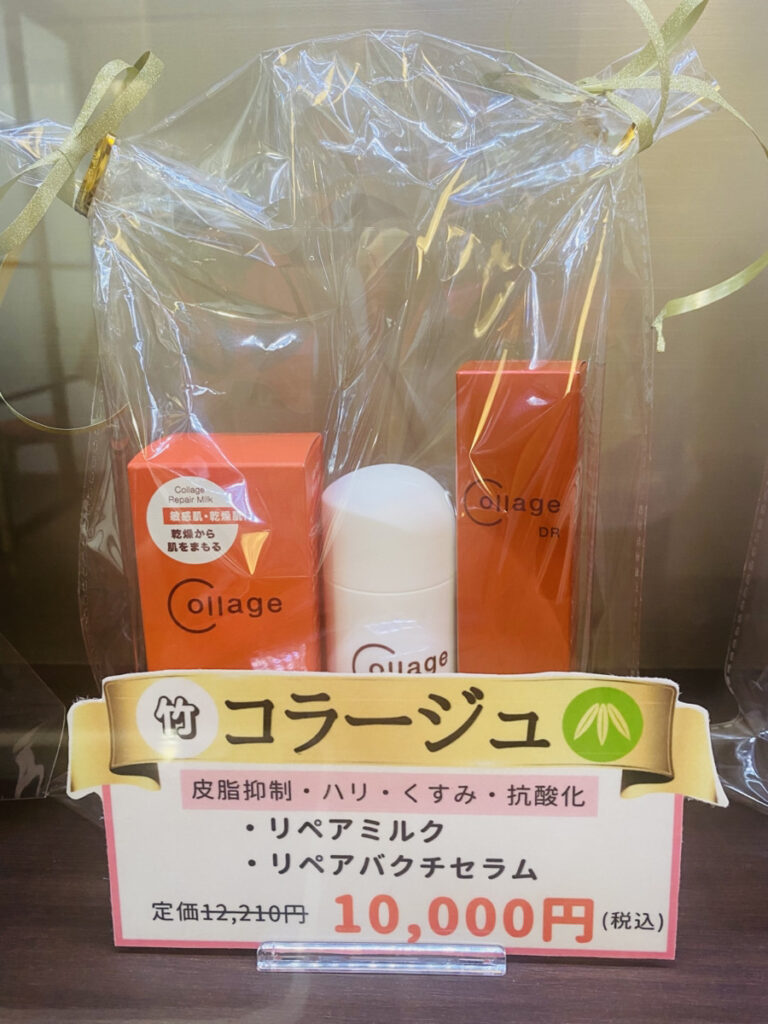 Collage
Repair Milk
敏感肌・乾燥肌
乾燥から
肌をまもる
Collage
Collage
DR
Collage
竹 コラージュ
皮脂抑制・ハリ・くすみ・抗酸化
・リペアミルク
・リペアバクチセラム
定価12,210円 10,000円(税込)